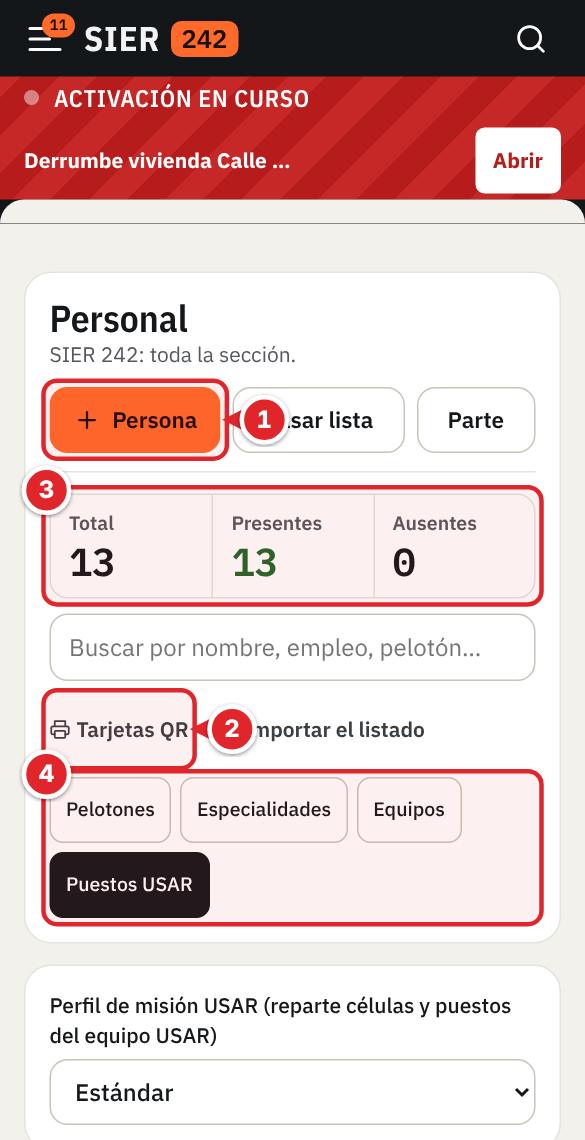 11
SIER 242
ACTIVACIÓN EN CURSO
Derrumbe vivienda Calle ...
Abrir
Personal
SIER 242: toda la sección.
+ Persona
1
lista
Parte
3
Total
Presentes
Ausentes
13
13
0
Buscar por nombre, empleo, pelotón...
Tarjetas QR
2
el listado
4
Pelotones
Especialidades
Equipos
Puestos USAR
Perfil de misión USAR (reparte células y puestos
del equipo USAR)
Estándar